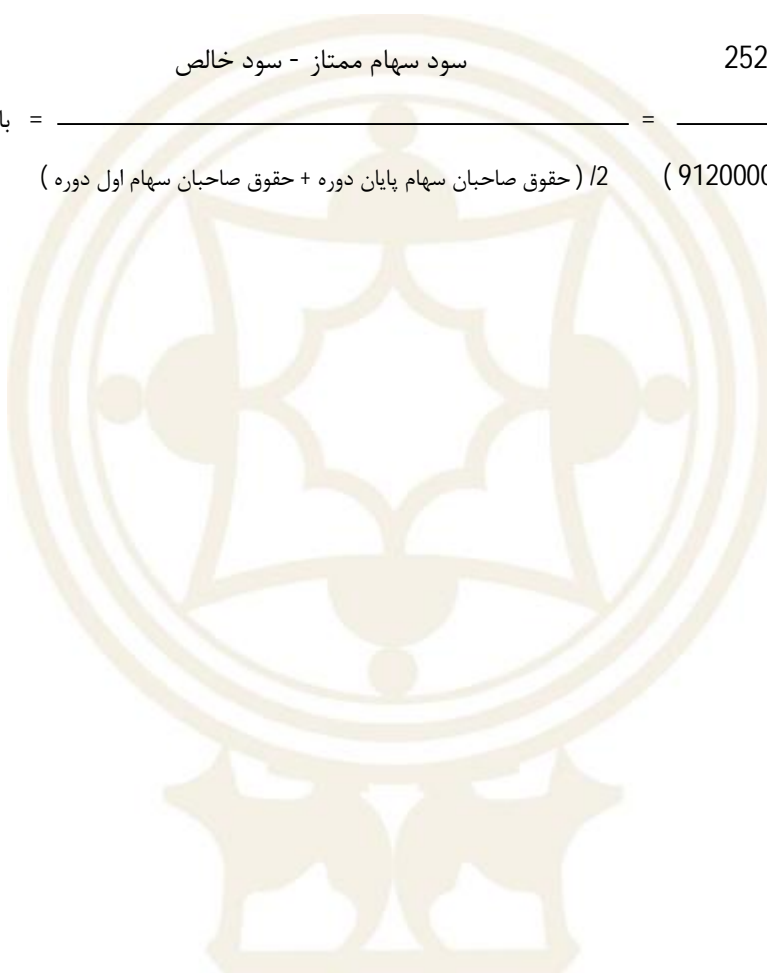 سود سهام ممتاز - سود خالص 252
= =
2/ ( حقوق صاحبان سهام پایان دوره + حقوق صاحبان سهام اول دوره ) ( 9120000